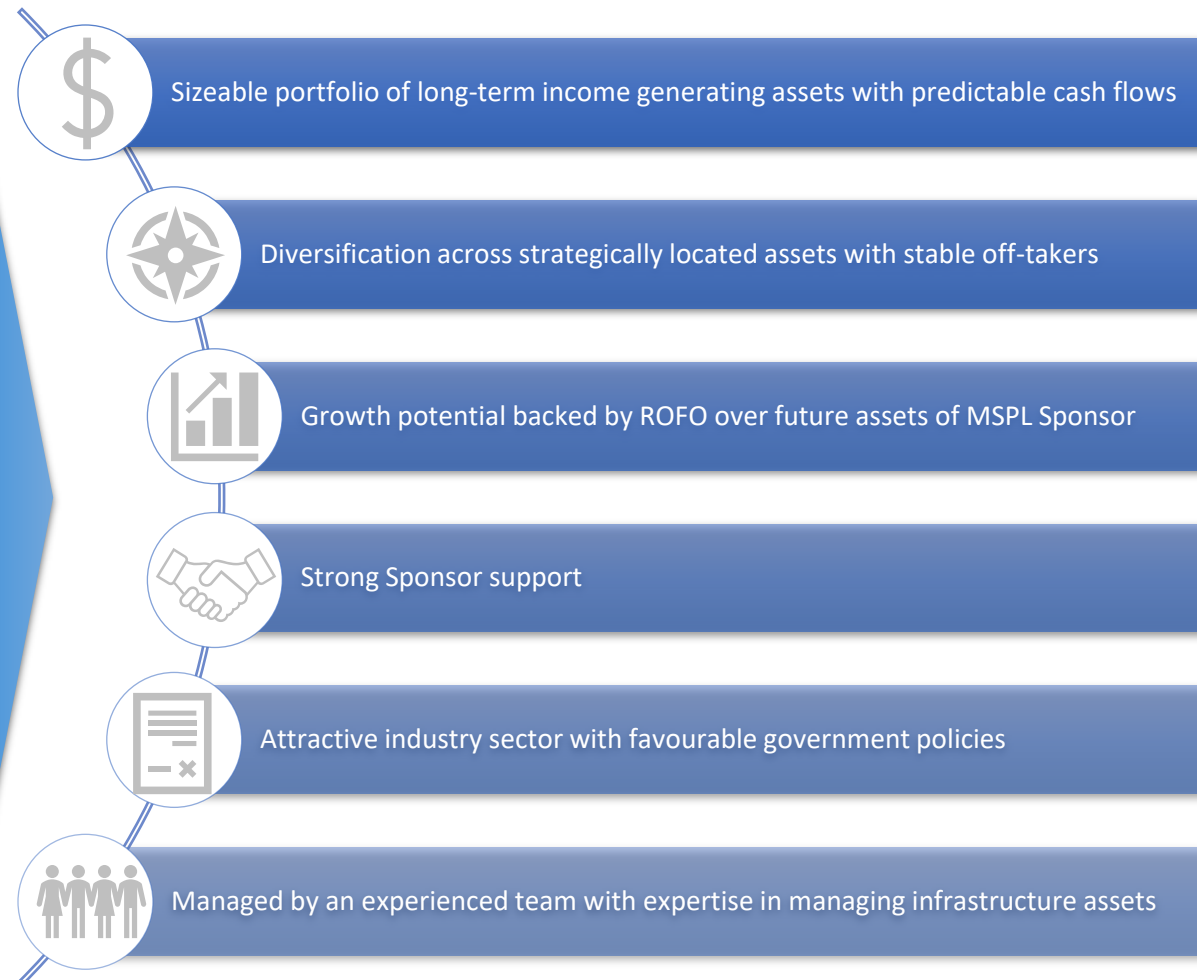 Sizeable portfolio of long-term income generating assets with predictable cash flows
Diversification across strategically located assets with stable off-takers
Growth potential backed by ROFO over future assets of MSPL Sponsor
Strong Sponsor support
Attractive industry sector with favourable government policies
Managed by an experienced team with expertise in managing infrastructure assets